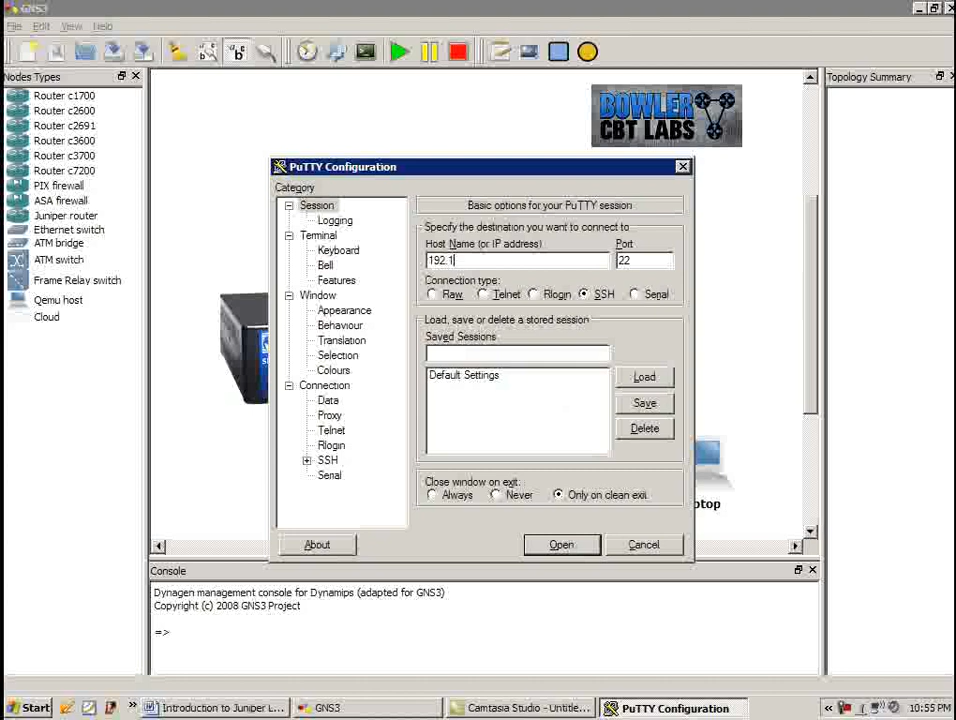 GNS3
File Edit View Help
Nodes Types
Topology Summary
Router c1700
Router c2600
Router c2691
Router c3600
Router c3700
Router c7200
PIX firewall
ASA firewall
Juniper router
Ethernet switch
ATM bridge
ATM switch
Frame Relay switch
Qemu host
Cloud
BOWLER
CBT LABS
PuTTY Configuration
Category
Session
Logging
Terminal
Keyboard
Bell
Features
Window
Appearance
Behaviour
Translation
Selection
Colours
Connection
Data
Proxy
Telnet
Rlogin
SSH
Serial
Basic options for your PuTTY session
Specify the destination you want to connect to
Host Name (or IP address) Port
192.1 22
Connection type:
Raw Telnet Rlogin SSH Serial
Load, save or delete a stored session
Saved Sessions
Default Settings
Load
Save
Delete
Close window on exit:
Always Never Only on clean exit
About Open Cancel
ptop
Console
Dynagen management console for Dynamips (adapted for GNS3)
Copyright (c) 2008 GNS3 Project
=>
Start Introduction to Juniper L... GNS3 Camtasia Studio - Untitle... PuTTY Configuration 10:55 PM